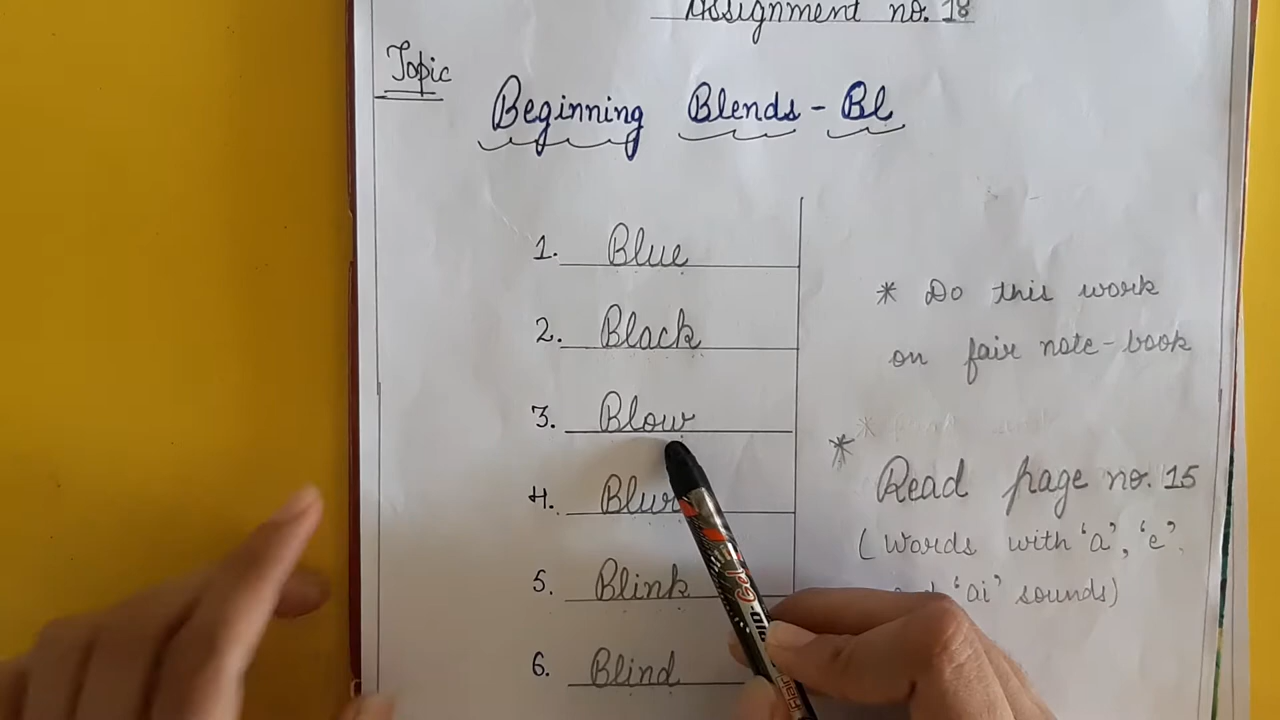 Assignment no. 18
Topic
Beginning Blends - Bl
1. Blue
2. Black
3. Blow
4.
5. Blink
6. Blind
* Do this work
on fair note-book
*
Read page no. 15
(Words with 'a', 'e'.
'ai' sounds)
Gel